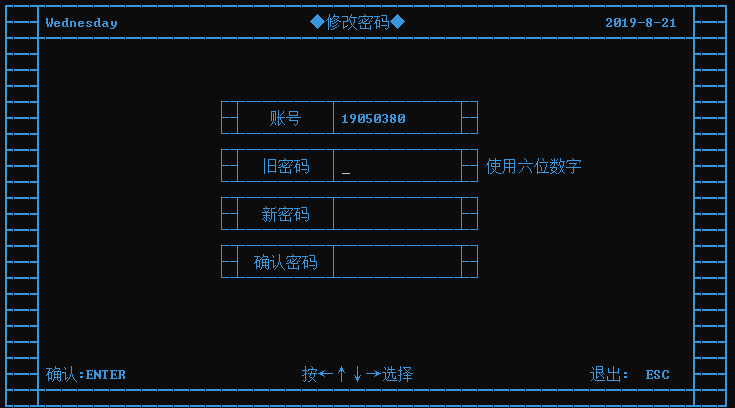 Wednesday ◆修改密码◆ 2019-8-21
账号 19050380
旧密码 _ 使用六位数字
新密码
确认密码
确认:ENTER 按←↑↓→选择 退出: ESC